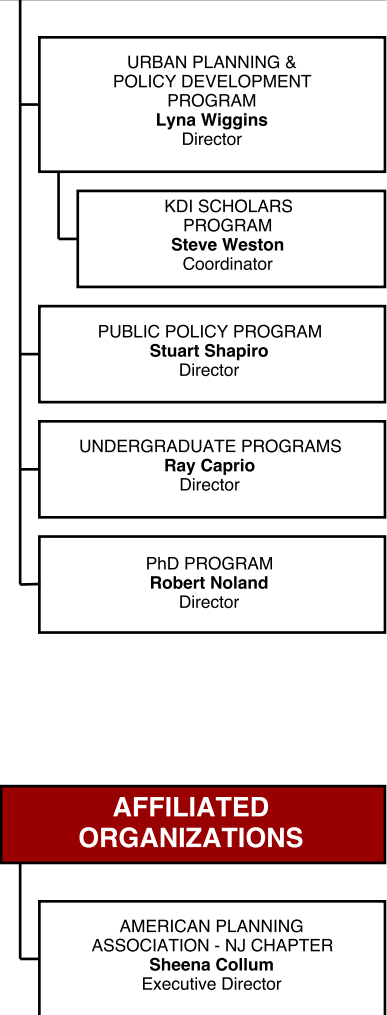 URBAN PLANNING &
POLICY DEVELOPMENT
PROGRAM
Lyna Wiggins
Director
KDI SCHOLARS
PROGRAM
Steve Weston
Coordinator
PUBLIC POLICY PROGRAM
Stuart Shapiro
Director
UNDERGRADUATE PROGRAMS
Ray Caprio
Director
PhD PROGRAM
Robert Noland
Director
AFFILIATED
ORGANIZATIONS
AMERICAN PLANNING
ASSOCIATION - NJ CHAPTER
Sheena Collum
Executive Director